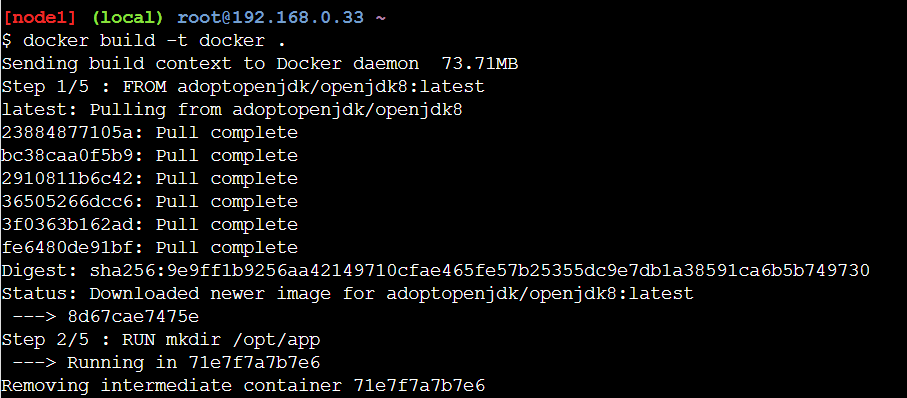 [node1] (local) root@192.168.0.33 ~
$ docker build -t docker .
Sending build context to Docker daemon  73.71MB
Step 1/5 : FROM adoptopenjdk/openjdk8:latest
latest: Pulling from adoptopenjdk/openjdk8
23884877105a: Pull complete
bc38caa0f5b9: Pull complete
2910811b6c42: Pull complete
36505266dcc6: Pull complete
3f0363b162ad: Pull complete
fe6480de91bf: Pull complete
Digest: sha256:9e9ff1b9256aa42149710cfae465fe57b25355dc9e7db1a38591ca6b5b749730
Status: Downloaded newer image for adoptopenjdk/openjdk8:latest
 ---> 8d67cae7475e
Step 2/5 : RUN mkdir /opt/app
 ---> Running in 71e7f7a7b7e6
Removing intermediate container 71e7f7a7b7e6